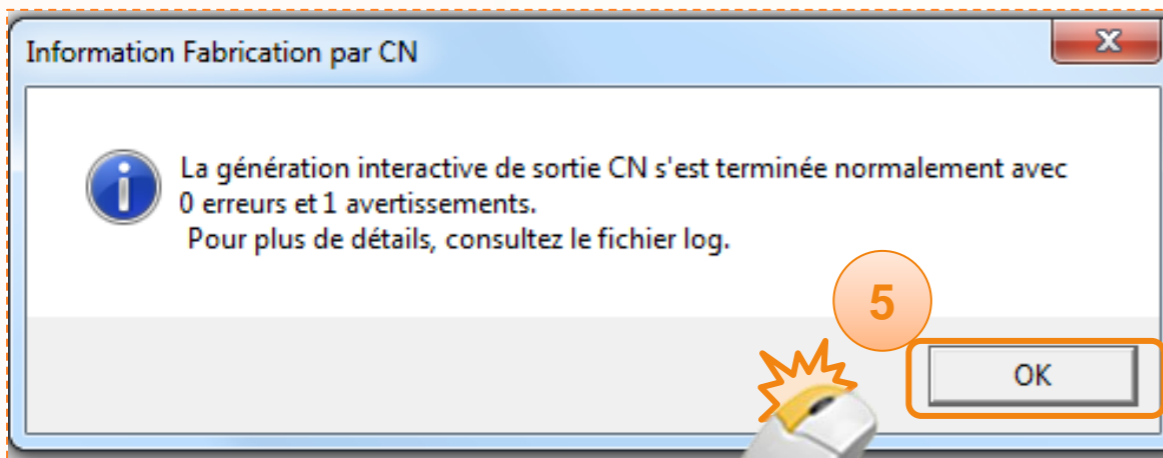 Information Fabrication par CN
La génération interactive de sortie CN s'est terminée normalement avec
0 erreurs et 1 avertissements.
Pour plus de détails, consultez le fichier log.
5
OK